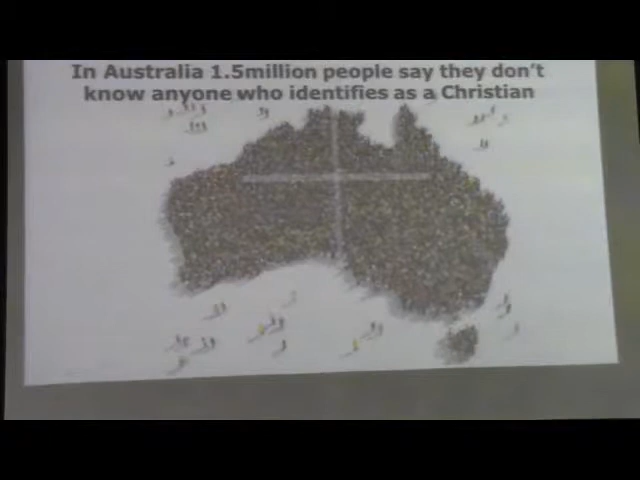 In Australia 1.5million people say they don't
know anyone who identifies as a Christian